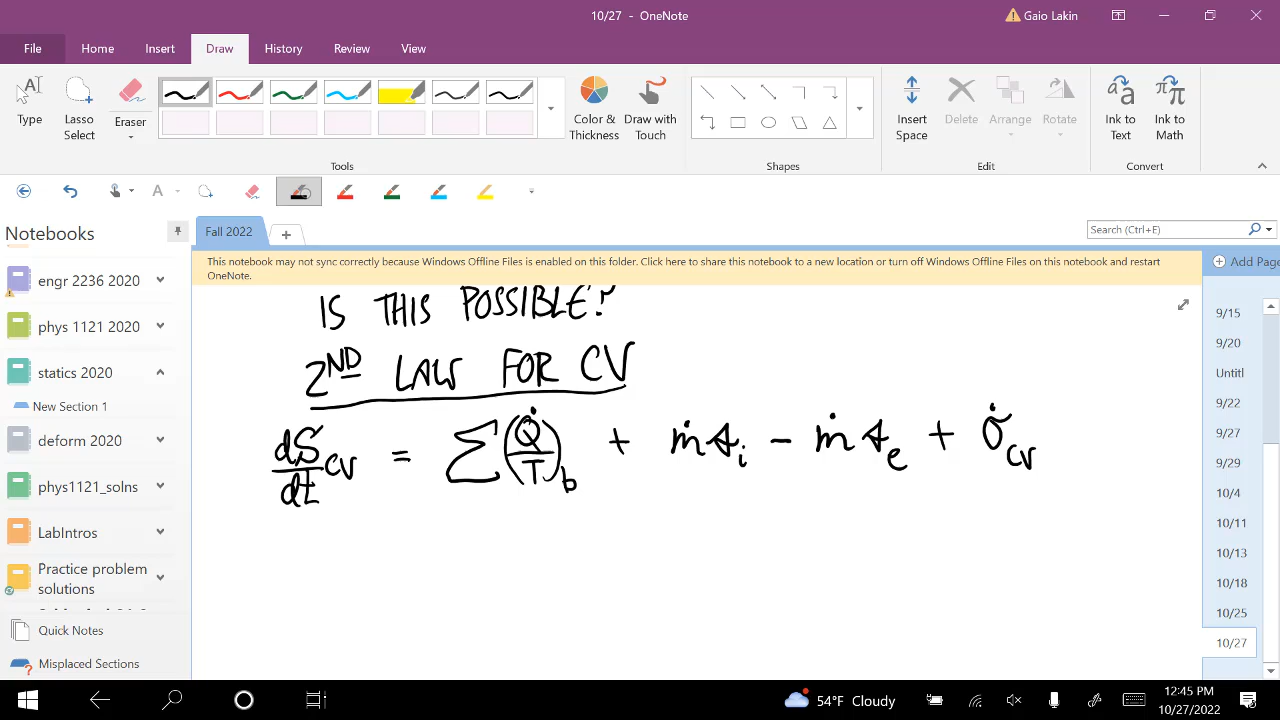 10/27 - OneNote
Gaio Lakin
File Home Insert Draw History Review View
Type
Lasso Select
Eraser
Color & Thickness
Draw with Touch
Insert Space
Delete
Arrange
Rotate
Ink to Text
Ink to Math
Tools
Shapes
Edit
Convert
A
Notebooks
Fall 2022
Search (Ctrl+E)
This notebook may not sync correctly because Windows Offline Files is enabled on this folder. Click here to share this notebook to a new location or turn off Windows Offline Files on this notebook and restart
OneNote.
Add Page
engr 2236 2020
phys 1121 2020
statics 2020
New Section 1
deform 2020
phys1121_solns
LabIntros
Practice problem
solutions
Quick Notes
Misplaced Sections
IS THIS POSSIBLE?
2ND LAW FOR CV
dS/dt CV = Σ(Q̇/T)b + ṁsi - ṁse + σ̇CV
9/15
9/20
Untitl
9/22
9/27
9/29
10/4
10/11
10/13
10/18
10/25
10/27
54°F Cloudy
12:45 PM
10/27/2022